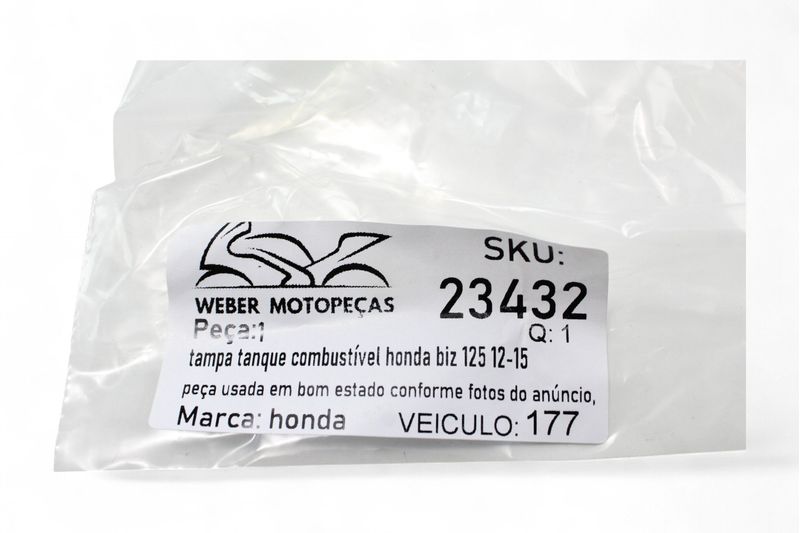 WEBER MOTOPEÇAS
SKU:
23432
Peça:1
Q: 1
tampa tanque combustível honda biz 125 12-15
peça usada em bom estado conforme fotos do anúncio,
Marca: honda
VEICULO: 177